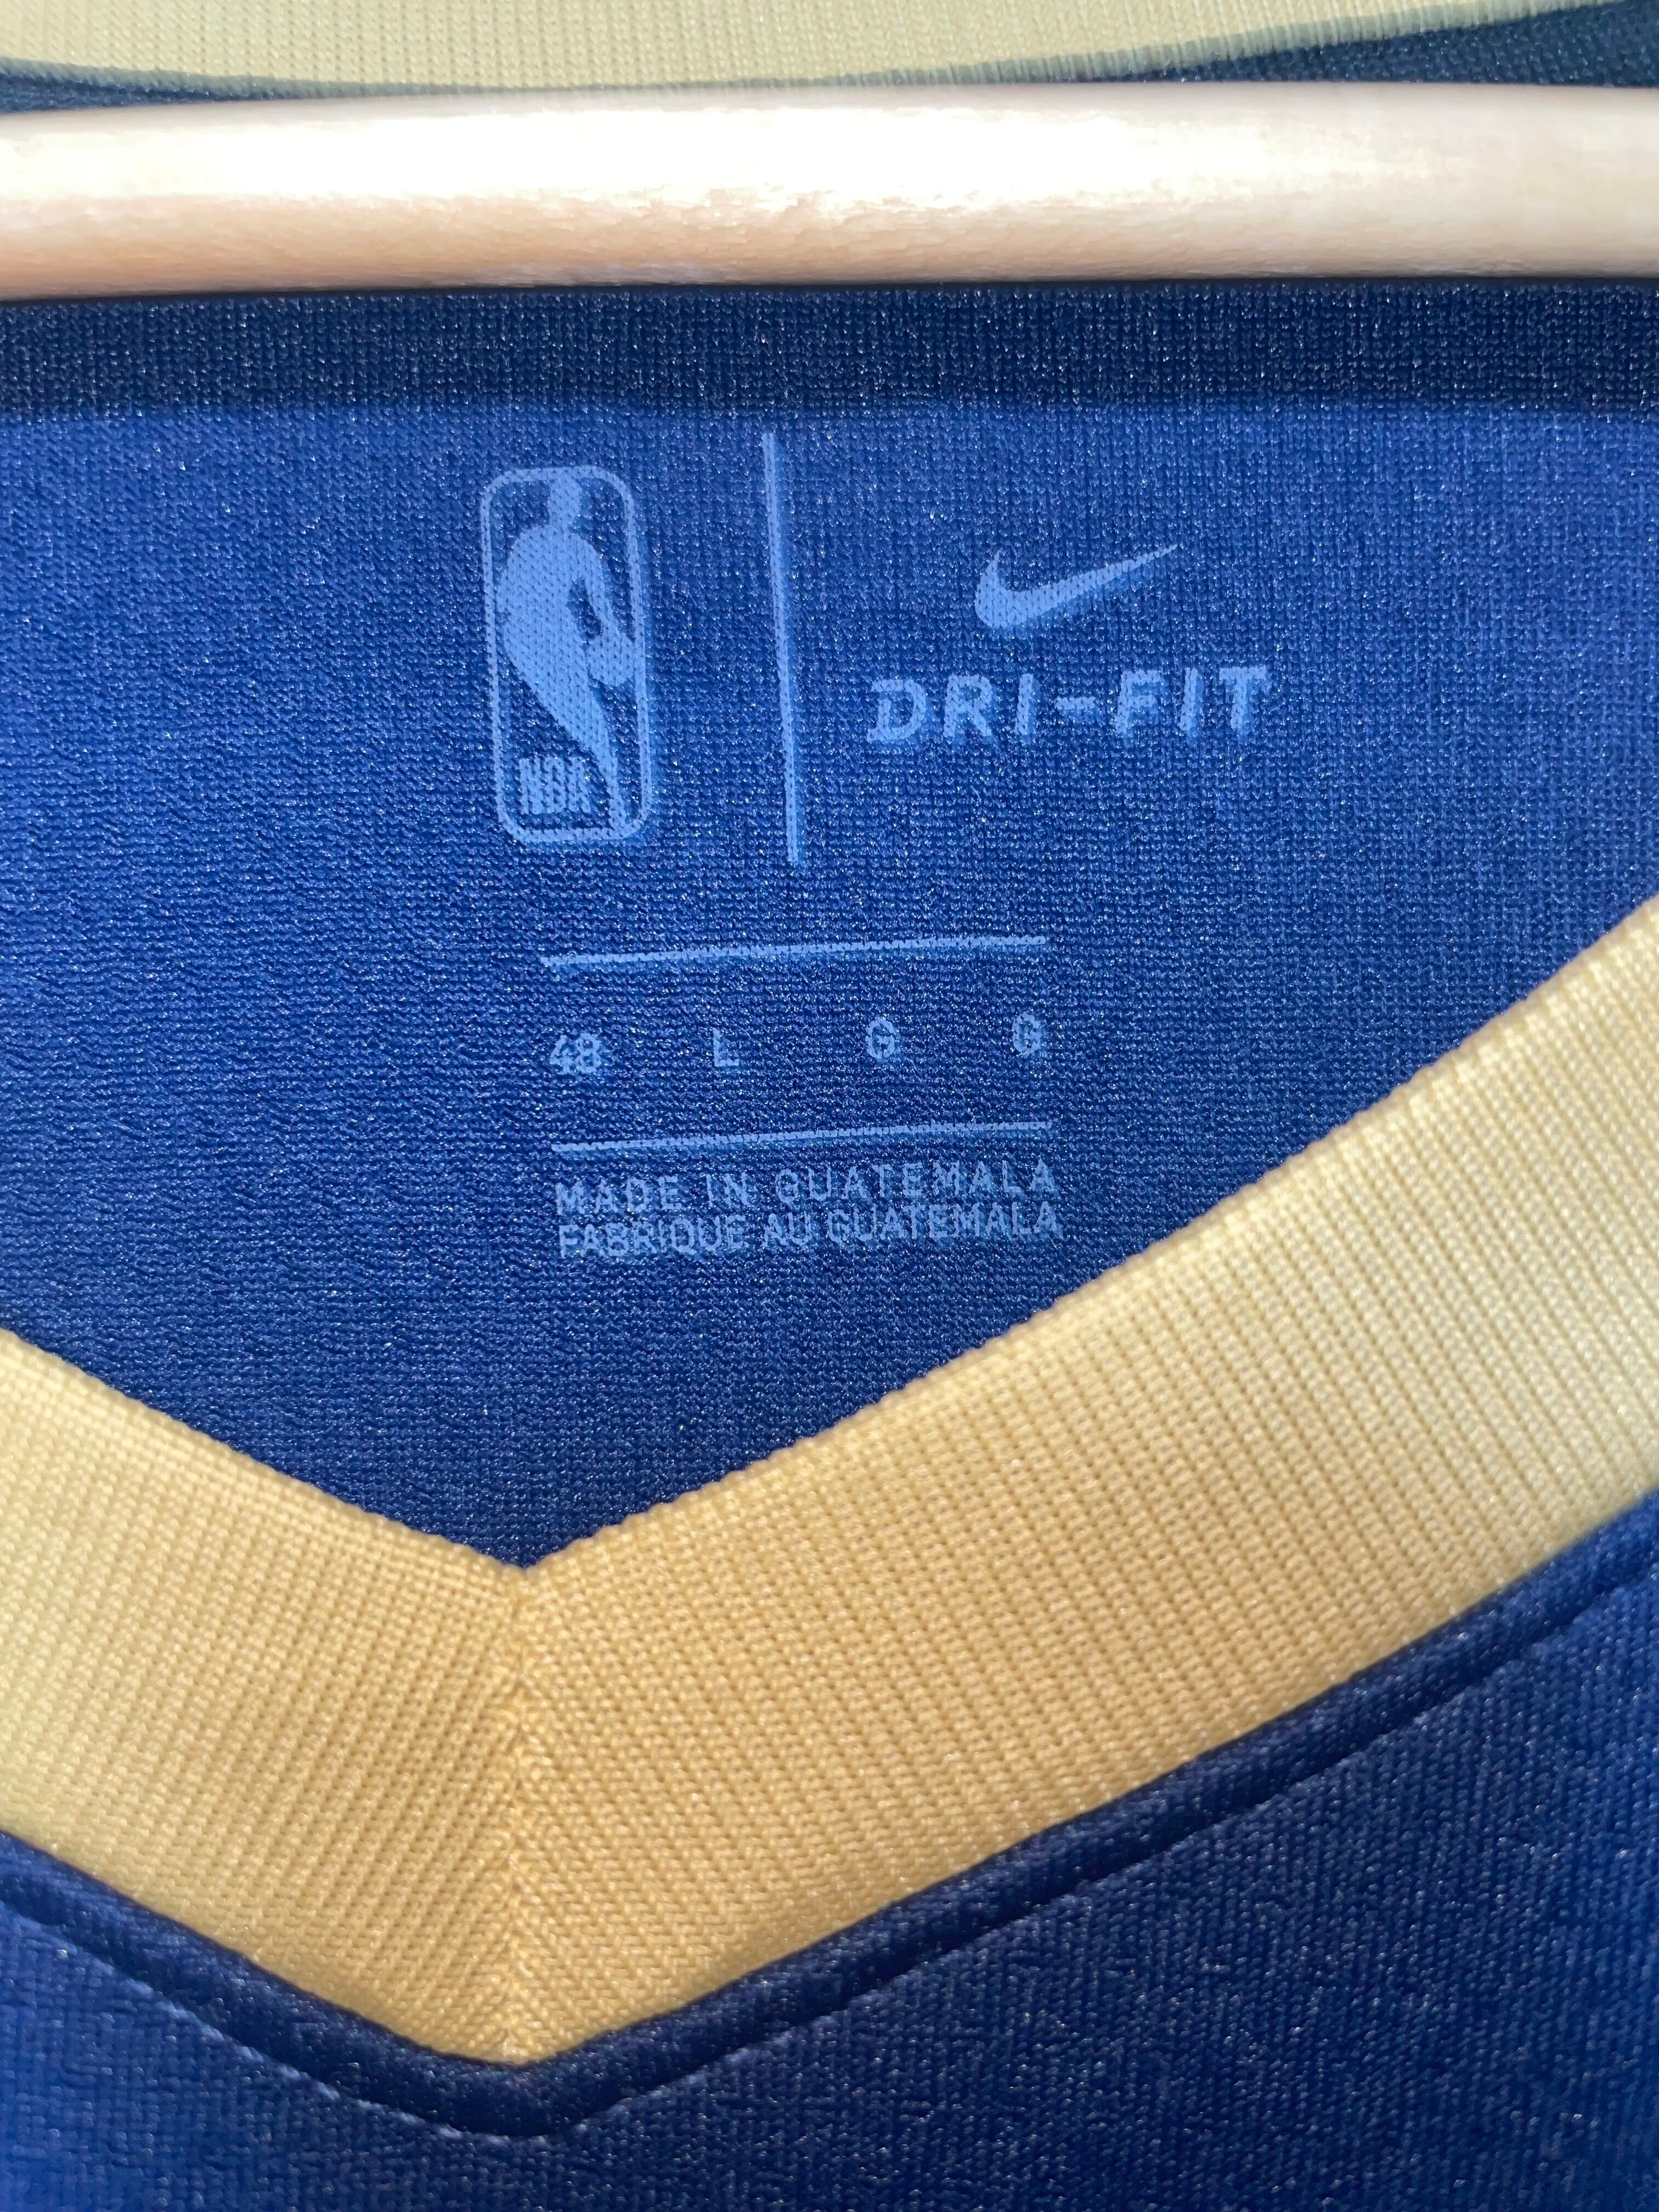 NBA
DRI-FIT
48 L G G
MADE IN GUATEMALA
FABRIQUE AU GUATEMALA